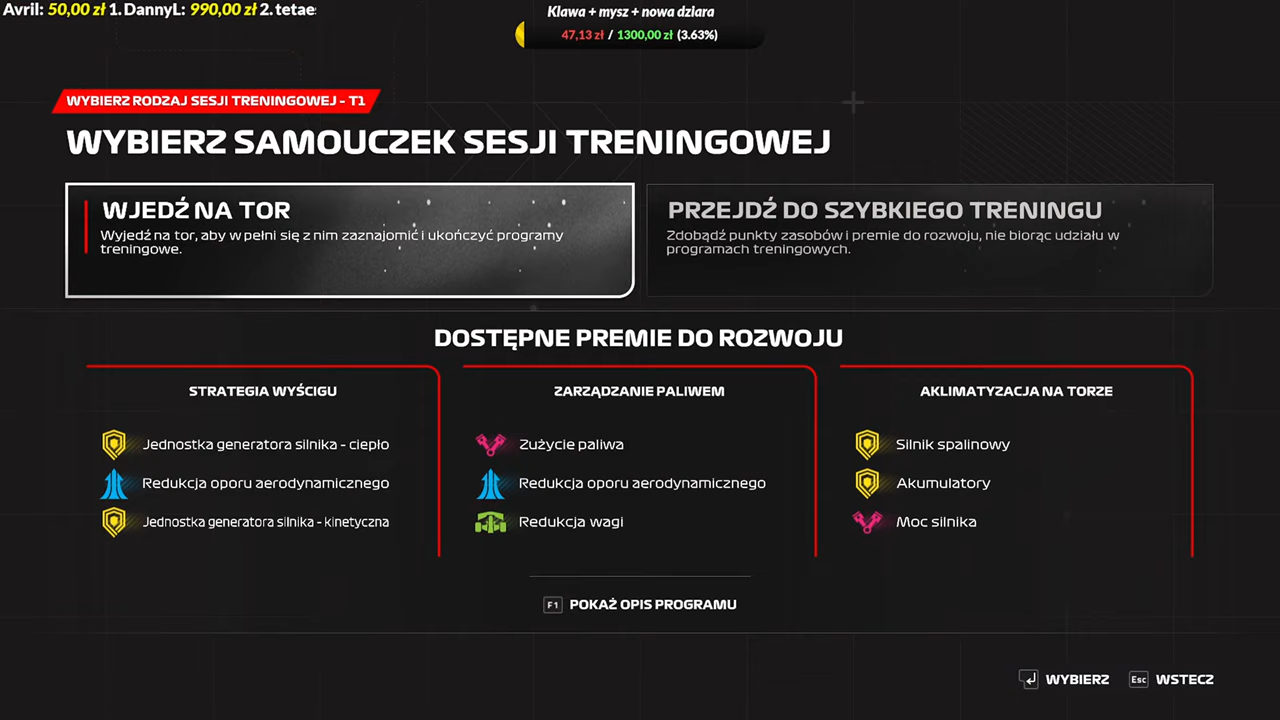 Avril: 50,00 zł 1. DannyL: 990,00 zł 2. tetae
Klawa + mysz + nowa dziara
47,13 zł / 1300,00 zł (3.63%)
WYBIERZ RODZAJ SESJI TRENINGOWEJ - T1
WYBIERZ SAMOUCZEK SESJI TRENINGOWEJ
WJEDŹ NA TOR
Wyjedź na tor, aby w pełni się z nim zaznajomić i ukończyć programy
treningowe.
PRZEJDŹ DO SZYBKIEGO TRENINGU
Zdobądź punkty zasobów i premie do rozwoju, nie biorąc udziału w
programach treningowych.
DOSTĘPNE PREMIE DO ROZWOJU
STRATEGIA WYŚCIGU
Jednostka generatora silnika - ciepło
Redukcja oporu aerodynamicznego
Jednostka generatora silnika - kinetyczna
ZARZĄDZANIE PALIWEM
Zużycie paliwa
Redukcja oporu aerodynamicznego
Redukcja wagi
AKLIMATYZACJA NA TORZE
Silnik spalinowy
Akumulatory
Moc silnika
F1 POKAŻ OPIS PROGRAMU
WYBIERZ
Esc WSTECZ